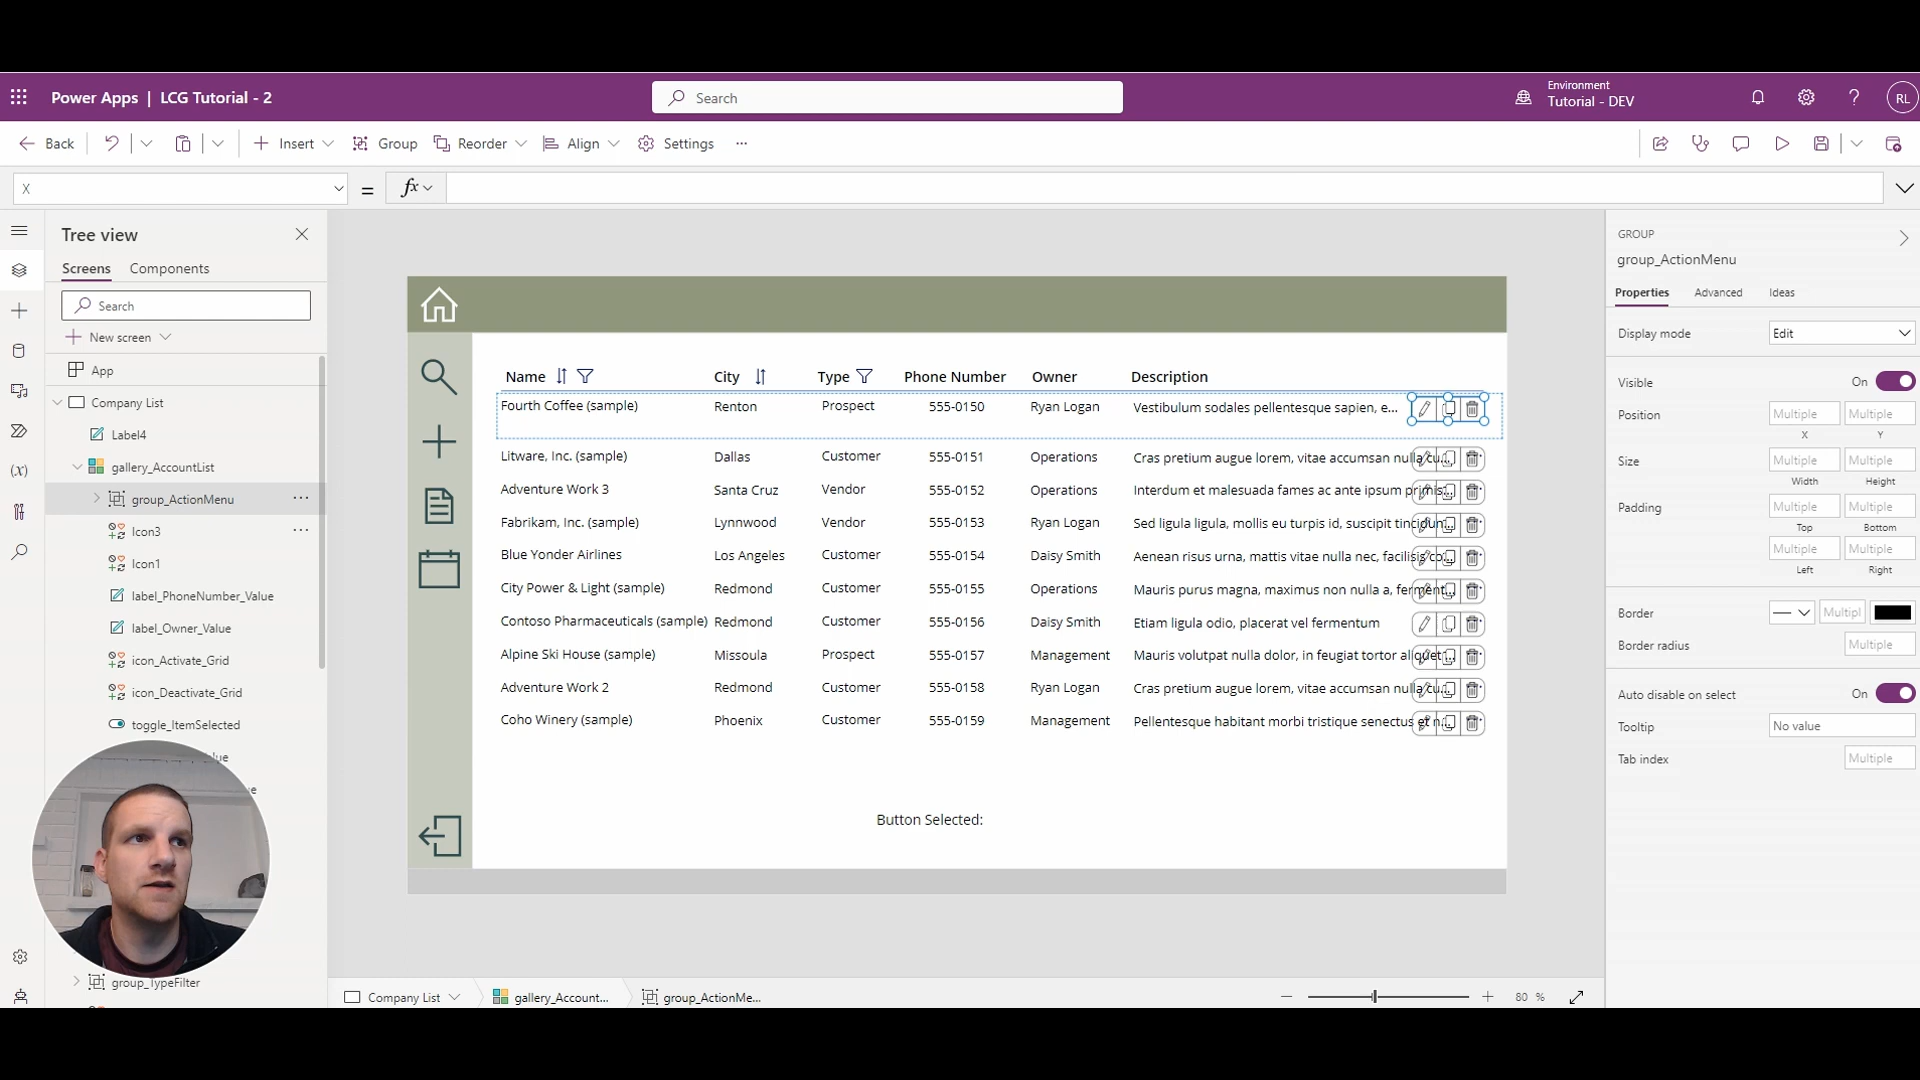 Power Apps | LCG Tutorial - 2
Search
Environment
Tutorial - DEV
RL
Back
Insert
Group
Reorder
Align
Settings
X
=
fx
Tree view
Screens
Components
Search
New screen
App
Company List
Label4
gallery_AccountList
group_ActionMenu
Icon3
Icon1
label_PhoneNumber_Value
label_Owner_Value
icon_Activate_Grid
icon_Deactivate_Grid
toggle_ItemSelected
group_TypeFilter
Name City Type Phone Number Owner Description
Fourth Coffee (sample) Renton Prospect 555-0150 Ryan Logan Vestibulum sodales pellentesque sapien, e...
Litware, Inc. (sample) Dallas Customer 555-0151 Operations Cras pretium augue lorem, vitae accumsan nulla cu...
Adventure Work 3 Santa Cruz Vendor 555-0152 Operations Interdum et malesuada fames ac ante ipsum primis...
Fabrikam, Inc. (sample) Lynnwood Vendor 555-0153 Ryan Logan Sed ligula ligula, mollis eu turpis id, suscipit tincidun...
Blue Yonder Airlines Los Angeles Customer 555-0154 Daisy Smith Aenean risus urna, mattis vitae nulla nec, facilisis co...
City Power & Light (sample) Redmond Customer 555-0155 Operations Mauris purus magna, maximus non nulla a, ferment...
Contoso Pharmaceuticals (sample) Redmond Customer 555-0156 Daisy Smith Etiam ligula odio, placerat vel fermentum
Alpine Ski House (sample) Missoula Prospect 555-0157 Management Mauris volutpat nulla dolor, in feugiat tortor aliquet...
Adventure Work 2 Redmond Customer 555-0158 Ryan Logan Cras pretium augue lorem, vitae accumsan nulla cu...
Coho Winery (sample) Phoenix Customer 555-0159 Management Pellentesque habitant morbi tristique senectus et n...
Button Selected:
Company List
gallery_Account...
group_ActionMe...
80 %
GROUP
group_ActionMenu
Properties
Advanced
Ideas
Display mode Edit
Visible On
Position Multiple Multiple
X Y
Size Multiple Multiple
Width Height
Padding Multiple Multiple
Top Bottom
Multiple Multiple
Left Right
Border Multipl
Border radius Multiple
Auto disable on select On
Tooltip No value
Tab index Multiple